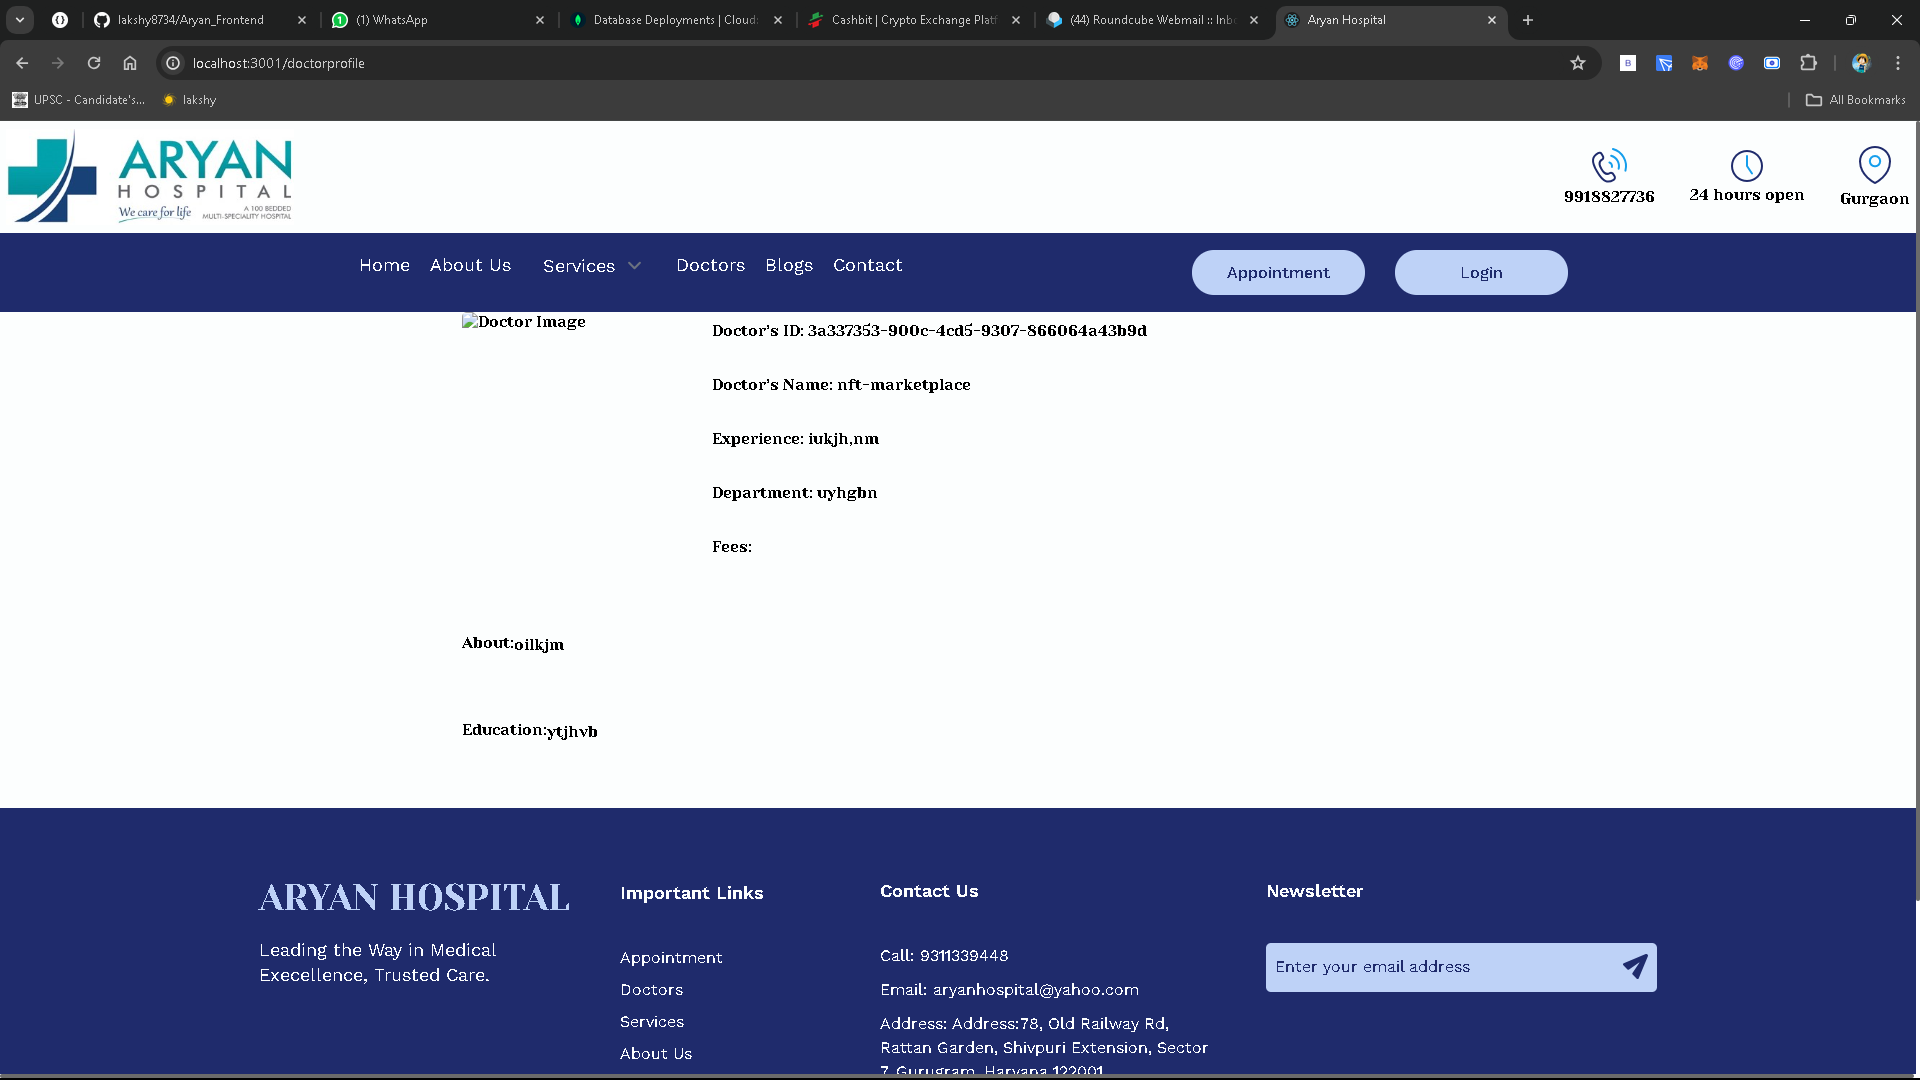 lakshy8734/Aryan_Frontend
(1) WhatsApp
Database Deployments | Cloud:
Cashbit | Crypto Exchange Platf
(44) Roundcube Webmail :: Inb
Aryan Hospital
localhost:3001/doctorprofile
UPSC - Candidate's...
lakshy
All Bookmarks
ARYAN
HOSPITAL
We care for life
A 100 BEDDED
MULTI-SPECIALITY HOSPITAL
9918827736
24 hours open
Gurgaon
Home
About Us
Services
Doctors
Blogs
Contact
Appointment
Login
Doctor Image
Doctor's ID: 3a337353-900c-4cd5-9307-866064a43b9d
Doctor's Name: nft-marketplace
Experience: iukjh,nm
Department: uyhgbn
Fees:
About:oilkjm
Education:ytjhvb
ARYAN HOSPITAL
Leading the Way in Medical
Execellence, Trusted Care.
Important Links
Appointment
Doctors
Services
About Us
Contact Us
Call: 9311339448
Email: aryanhospital@yahoo.com
Address: Address:78, Old Railway Rd,
Rattan Garden, Shivpuri Extension, Sector
7, Gurugram, Haryana 122001
Newsletter
Enter your email address